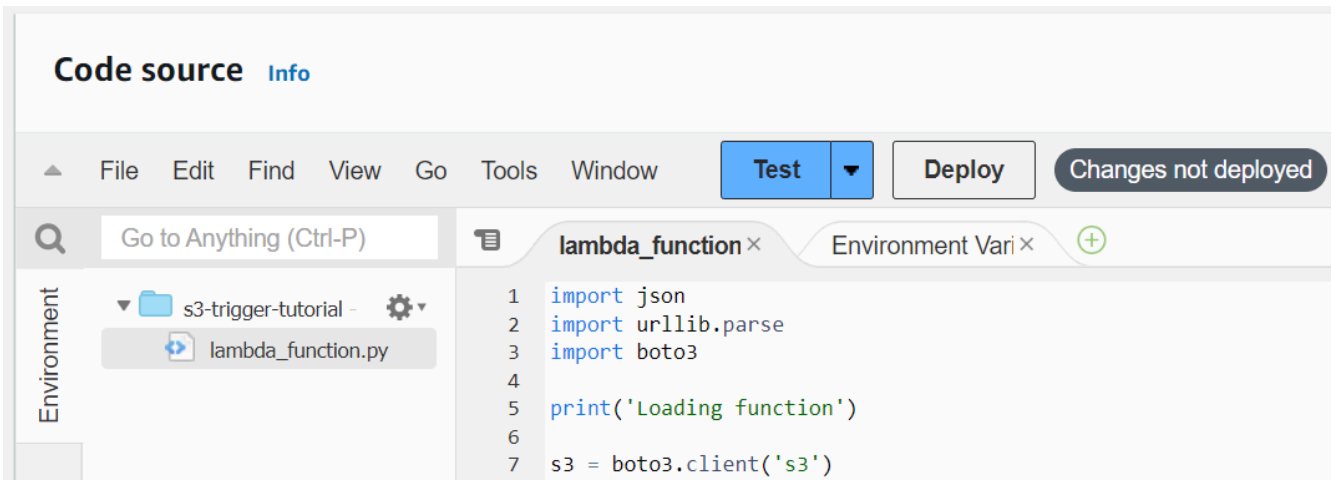 Code source Info
File Edit Find View Go Tools Window Test Deploy Changes not deployed
Go to Anything (Ctrl-P)
lambda_function × Environment Vari ×
Environment
s3-trigger-tutorial -
lambda_function.py
1 import json
2 import urllib.parse
3 import boto3
4
5 print('Loading function')
6
7 s3 = boto3.client('s3')